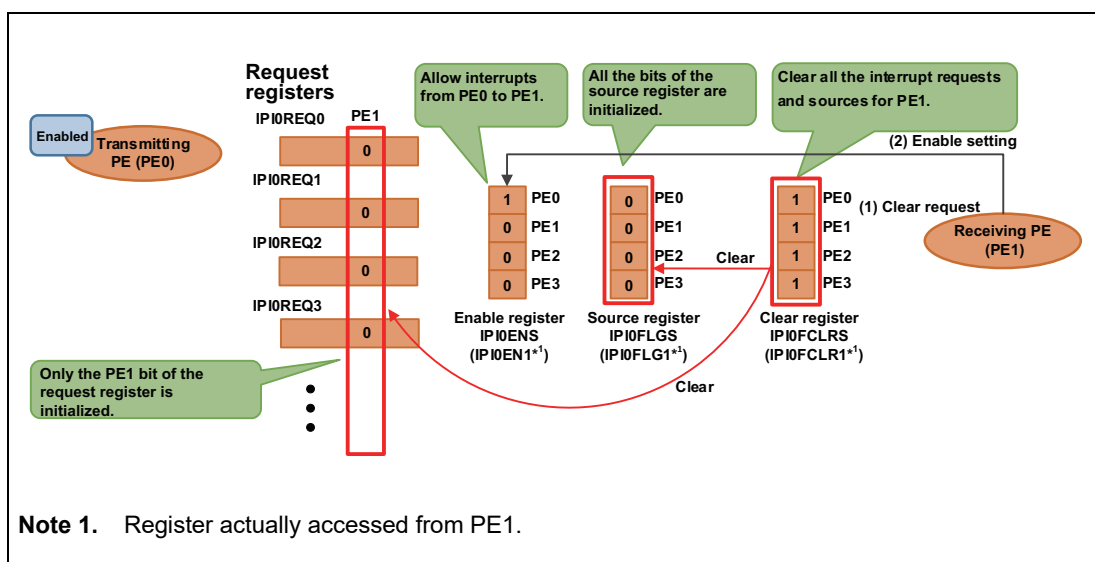 Request
registers
Allow interrupts
from PE0 to PE1.
All the bits of the
source register are
initialized.
Clear all the interrupt requests
and sources for PE1.
Enabled
Transmitting
PE (PE0)
IPI0REQ0
PE1
0
IPI0REQ1
0
IPI0REQ2
0
IPI0REQ3
0
Only the PE1 bit of the
request register is
initialized.
(2) Enable setting
1 PE0
0 PE1
0 PE2
0 PE3
Enable register
IPI0ENS
(IPI0EN1*1)
0 PE0
0 PE1
0 PE2
0 PE3
Source register
IPI0FLGS
(IPI0FLG1*1)
Clear
1 PE0
1 PE1
1 PE2
1 PE3
Clear register
IPI0FCLRS
(IPI0FCLR1*1)
Clear
(1) Clear request
Receiving PE
(PE1)
Note 1. Register actually accessed from PE1.